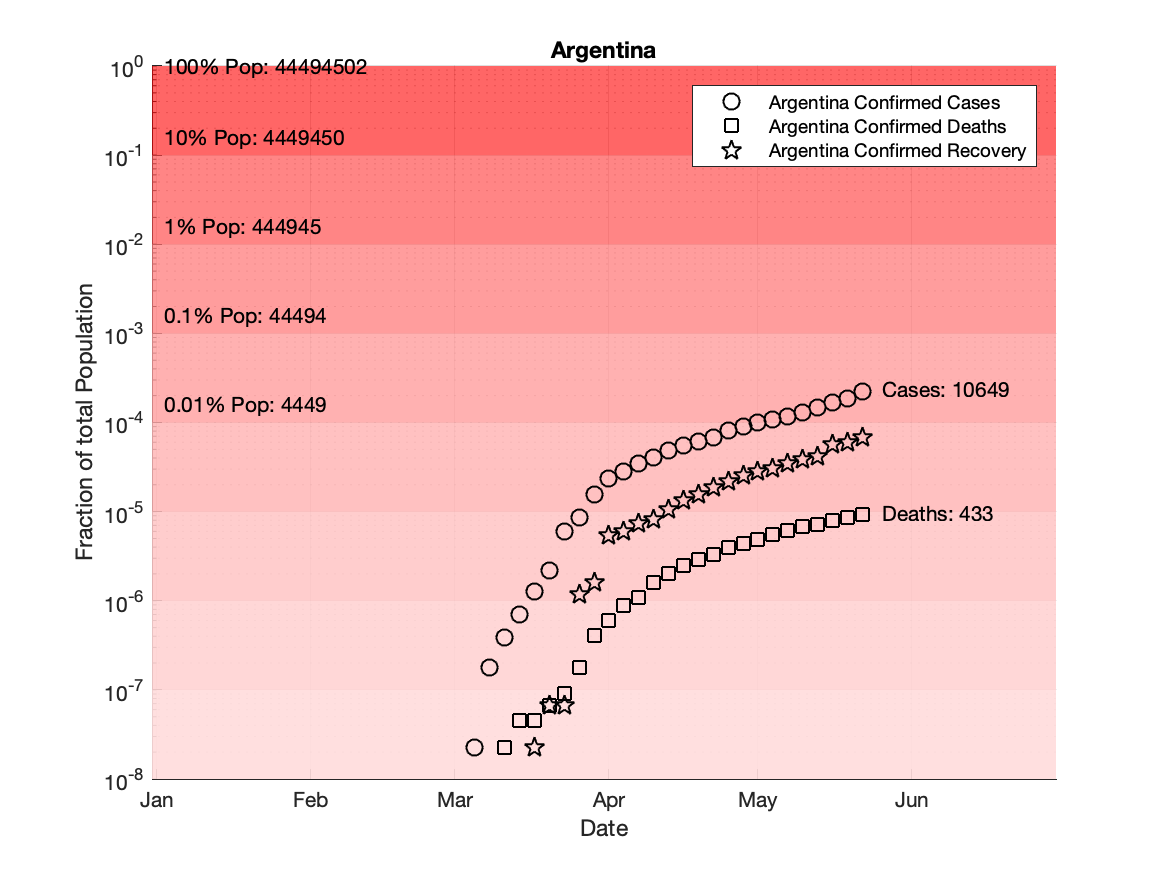 Argentina
10^0
100% Pop: 44494502
Argentina Confirmed Cases
Argentina Confirmed Deaths
Argentina Confirmed Recovery
10% Pop: 4449450
10^-1
1% Pop: 444945
10^-2
0.1% Pop: 44494
10^-3
0.01% Pop: 4449
10^-4
Cases: 10649
10^-5
Deaths: 433
10^-6
10^-7
10^-8
Fraction of total Population
Jan Feb Mar Apr May Jun
Date